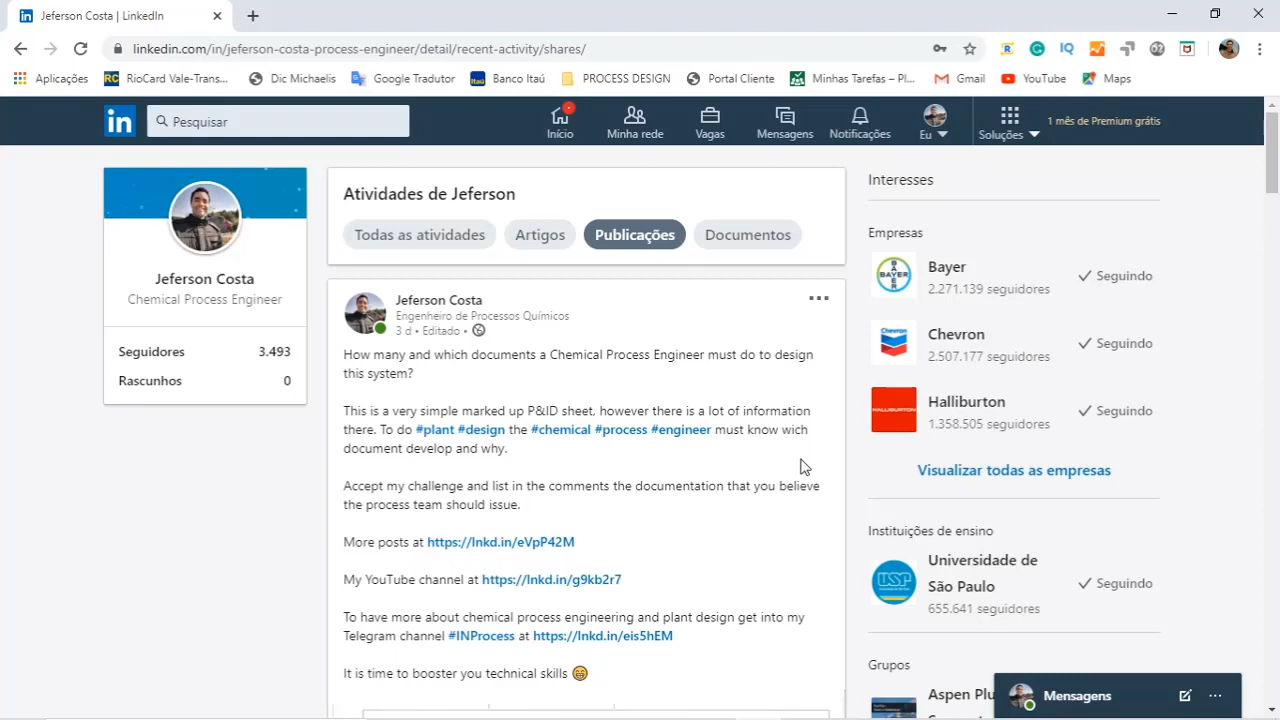 Jeferson Costa | LinkedIn
linkedin.com/in/jeferson-costa-process-engineer/detail/recent-activity/shares/
Aplicações
RioCard Vale-Trans...
Dic Michaelis
Google Tradutor
Banco Itaú
PROCESS DESIGN
Portal Cliente
Minhas Tarefas – Pl...
Gmail
YouTube
Maps
in
Pesquisar
Início
Minha rede
Vagas
Mensagens
Notificações
Eu
Soluções
1 mês de Premium grátis
Jeferson Costa
Chemical Process Engineer
Seguidores 3.493
Rascunhos 0
Atividades de Jeferson
Todas as atividades
Artigos
Publicações
Documentos
Jeferson Costa
Engenheiro de Processos Químicos
3 d • Editado •
How many and which documents a Chemical Process Engineer must do to design
this system?
This is a very simple marked up P&ID sheet, however there is a lot of information
there. To do #plant #design the #chemical #process #engineer must know wich
document develop and why.
Accept my challenge and list in the comments the documentation that you believe
the process team should issue.
More posts at https://lnkd.in/eVpP42M
My YouTube channel at https://lnkd.in/g9kb2r7
To have more about chemical process engineering and plant design get into my
Telegram channel #INProcess at https://lnkd.in/eis5hEM
It is time to booster you technical skills
Interesses
Empresas
Bayer
2.271.139 seguidores
Seguindo
Chevron
2.507.177 seguidores
Seguindo
HALLIBURTON
Halliburton
1.358.505 seguidores
Seguindo
Visualizar todas as empresas
Instituições de ensino
USP
Universidade de
São Paulo
655.641 seguidores
Seguindo
Grupos
Aspen Plu
Mensagens